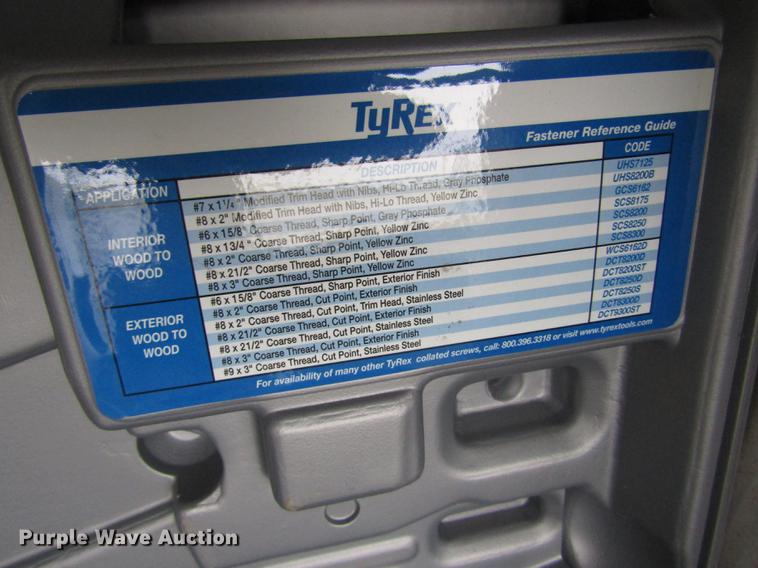 TyRex
Fastener Reference Guide
APPLICATION DESCRIPTION CODE
INTERIOR WOOD TO WOOD
#7 x 1 1/4" Modified Trim Head with Nibs, Hi-Lo Thread, Gray Phosphate UHS7125
#8 x 2" Modified Trim Head with Nibs, Hi-Lo Thread, Yellow Zinc UHS8200B
#6 x 1 5/8" Coarse Thread, Sharp Point, Gray Phosphate GCS6162
#8 x 1 3/4" Coarse Thread, Sharp Point, Yellow Zinc SCS8175
#8 x 2" Coarse Thread, Sharp Point, Yellow Zinc SCS8200
#8 x 2 1/2" Coarse Thread, Sharp Point, Yellow Zinc SCS8250
#8 x 3" Coarse Thread, Sharp Point, Yellow Zinc SCS8300
EXTERIOR WOOD TO WOOD
#6 x 1 5/8" Coarse Thread, Sharp Point, Exterior Finish WCS6162D
#8 x 2" Coarse Thread, Cut Point, Exterior Finish DCT8200D
#8 x 2" Coarse Thread, Cut Point, Trim Head, Stainless Steel DCT8200ST
#8 x 2 1/2" Coarse Thread, Cut Point, Exterior Finish DCT8250D
#8 x 2 1/2" Coarse Thread, Cut Point, Stainless Steel DCT8250S
#8 x 3" Coarse Thread, Cut Point, Exterior Finish DCT8300D
#9 x 3" Coarse Thread, Cut Point, Stainless Steel DCT9300ST
For availability of many other TyRex collated screws, call: 800.396.3318 or visit www.tyrextools.com
Purple Wave Auction